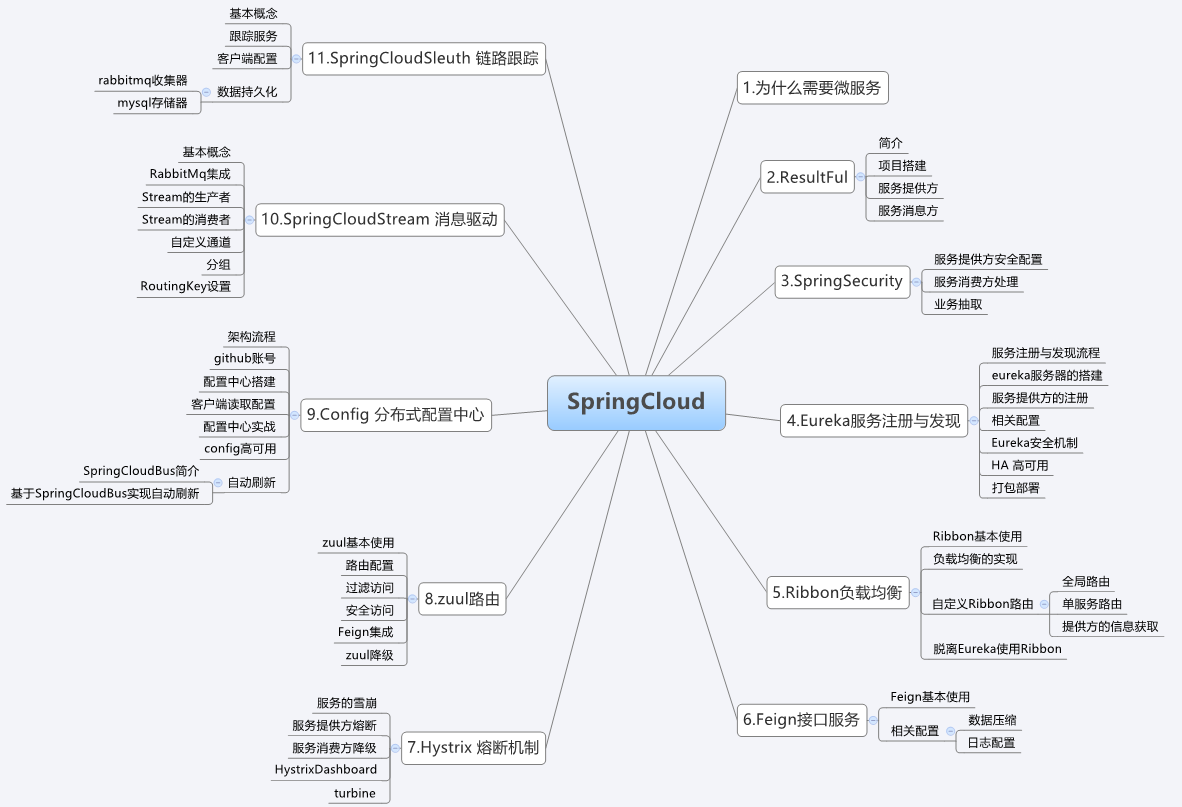 SpringCloud
1.为什么需要微服务
2.ResultFul
简介
项目搭建
服务提供方
服务消息方
3.SpringSecurity
服务提供方安全配置
服务消费方处理
业务抽取
4.Eureka服务注册与发现
服务注册与发现流程
eureka服务器的搭建
服务提供方的注册
相关配置
Eureka安全机制
HA 高可用
打包部署
5.Ribbon负载均衡
Ribbon基本使用
负载均衡的实现
自定义Ribbon路由
全局路由
单服务路由
提供方的信息获取
脱离Eureka使用Ribbon
6.Feign接口服务
Feign基本使用
相关配置
数据压缩
日志配置
7.Hystrix 熔断机制
服务的雪崩
服务提供方熔断
服务消费方降级
HystrixDashboard
turbine
8.zuul路由
zuul基本使用
路由配置
过滤访问
安全访问
Feign集成
zuul降级
9.Config 分布式配置中心
架构流程
github账号
配置中心搭建
客户端读取配置
配置中心实战
config高可用
自动刷新
SpringCloudBus简介
基于SpringCloudBus实现自动刷新
10.SpringCloudStream 消息驱动
基本概念
RabbitMq集成
Stream的生产者
Stream的消费者
自定义通道
分组
RoutingKey设置
11.SpringCloudSleuth 链路跟踪
基本概念
跟踪服务
客户端配置
数据持久化
rabbitmq收集器
mysql存储器